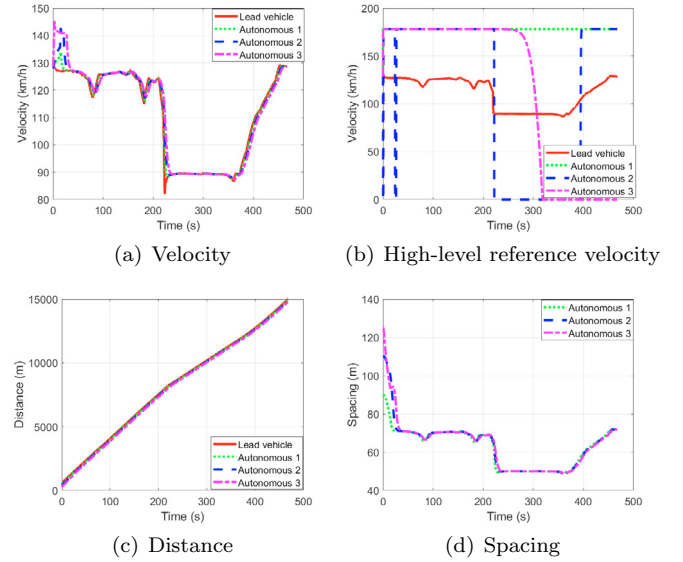 150
140
130
120
110
100
90
80
Velocity (km/h)
0 100 200 300 400 500
Time (s)
Lead vehicle
Autonomous 1
Autonomous 2
Autonomous 3
(a) Velocity
200
150
100
50
0
Velocity (km/h)
0 100 200 300 400 500
Time (s)
Lead vehicle
Autonomous 1
Autonomous 2
Autonomous 3
(b) High-level reference velocity
15000
10000
5000
0
Distance (m)
0 100 200 300 400 500
Time (s)
Lead vehicle
Autonomous 1
Autonomous 2
Autonomous 3
(c) Distance
140
120
100
80
60
40
Spacing (m)
0 100 200 300 400 500
Time (s)
Autonomous 1
Autonomous 2
Autonomous 3
(d) Spacing